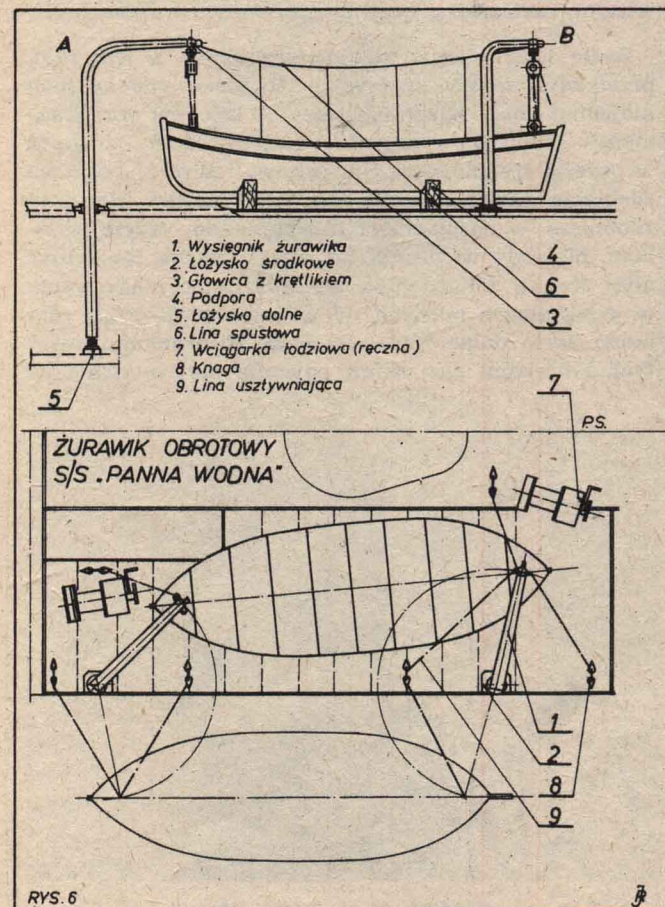 A
B
1. Wysięgnik żurawika
2. Łożysko środkowe
3. Głowica z krętlikiem
4. Podpora
5. Łożysko dolne
6. Lina spustowa
7. Wciągarka łodziowa (ręczna)
8. Knaga
9. Lina usztywniająca
4
6
3
5
7
P.S.
ŻURAWIK OBROTOWY
S/S „PANNA WODNA"
1
2
8
9
RYS. 6